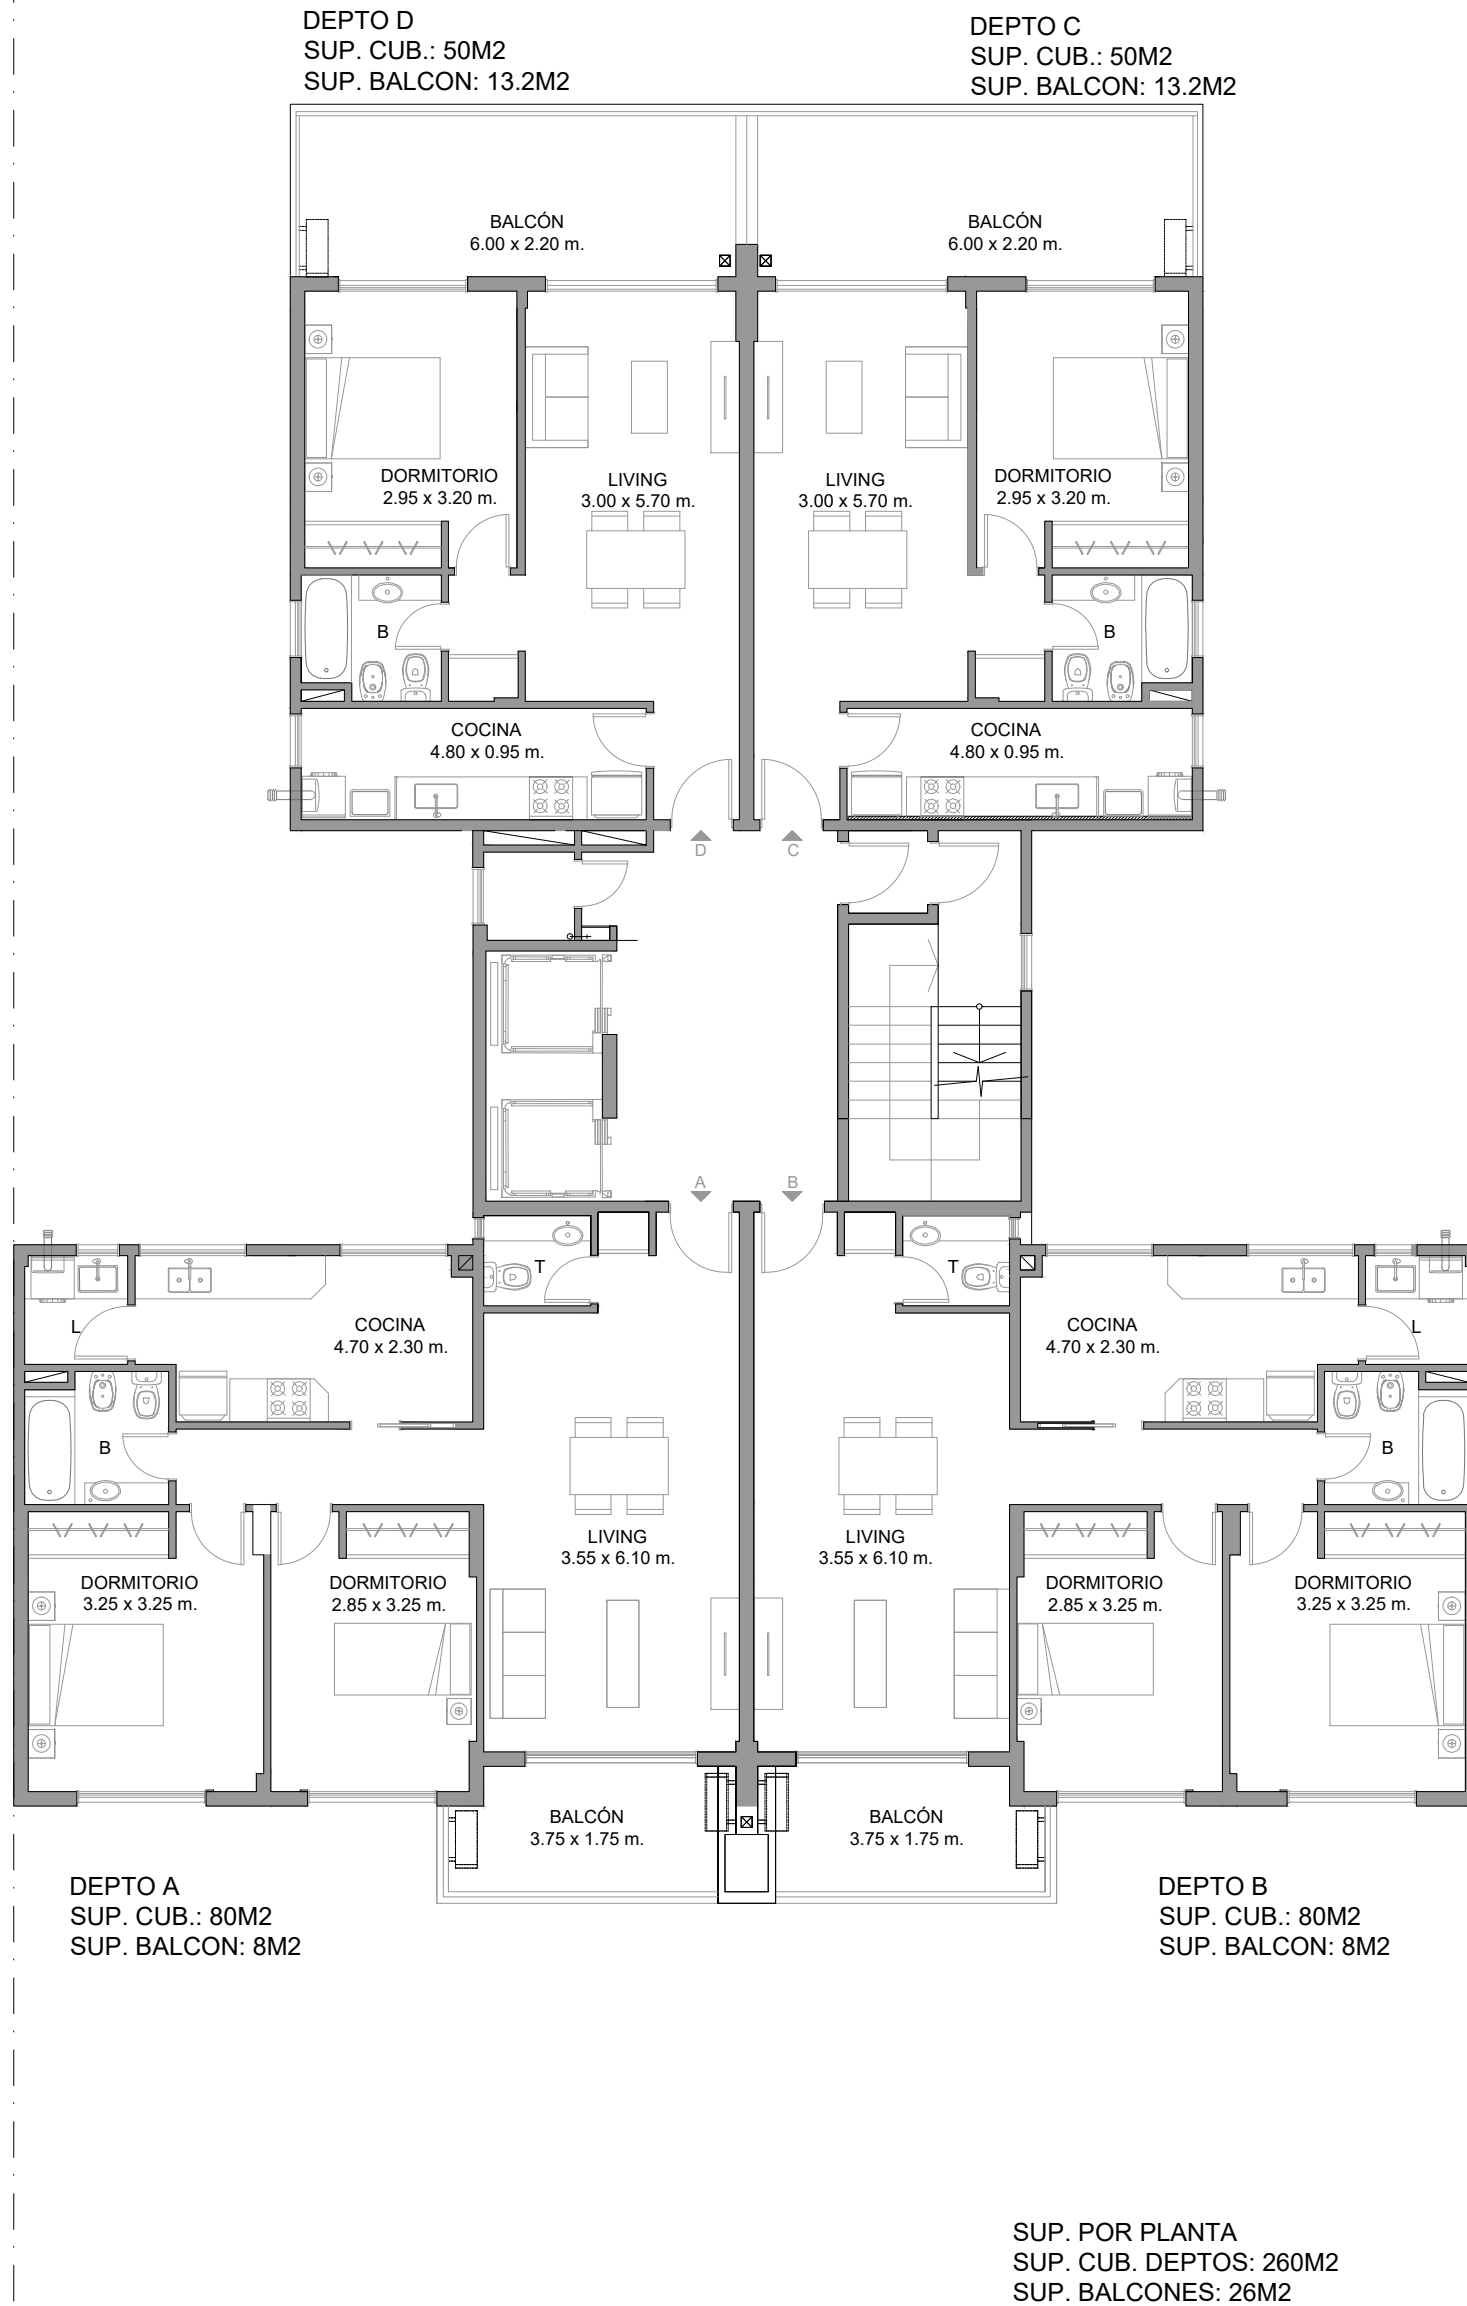 DEPTO D
SUP. CUB.: 50M2
SUP. BALCON: 13.2M2
DEPTO C
SUP. CUB.: 50M2
SUP. BALCON: 13.2M2
BALCÓN
6.00 x 2.20 m.
BALCÓN
6.00 x 2.20 m.
DORMITORIO
2.95 x 3.20 m.
LIVING
3.00 x 5.70 m.
LIVING
3.00 x 5.70 m.
DORMITORIO
2.95 x 3.20 m.
B
B
COCINA
4.80 x 0.95 m.
COCINA
4.80 x 0.95 m.
D
C
A
B
T
T
L
COCINA
4.70 x 2.30 m.
COCINA
4.70 x 2.30 m.
L
B
B
LIVING
3.55 x 6.10 m.
LIVING
3.55 x 6.10 m.
DORMITORIO
3.25 x 3.25 m.
DORMITORIO
2.85 x 3.25 m.
DORMITORIO
2.85 x 3.25 m.
DORMITORIO
3.25 x 3.25 m.
BALCÓN
3.75 x 1.75 m.
BALCÓN
3.75 x 1.75 m.
DEPTO A
SUP. CUB.: 80M2
SUP. BALCON: 8M2
DEPTO B
SUP. CUB.: 80M2
SUP. BALCON: 8M2
SUP. POR PLANTA
SUP. CUB. DEPTOS: 260M2
SUP. BALCONES: 26M2